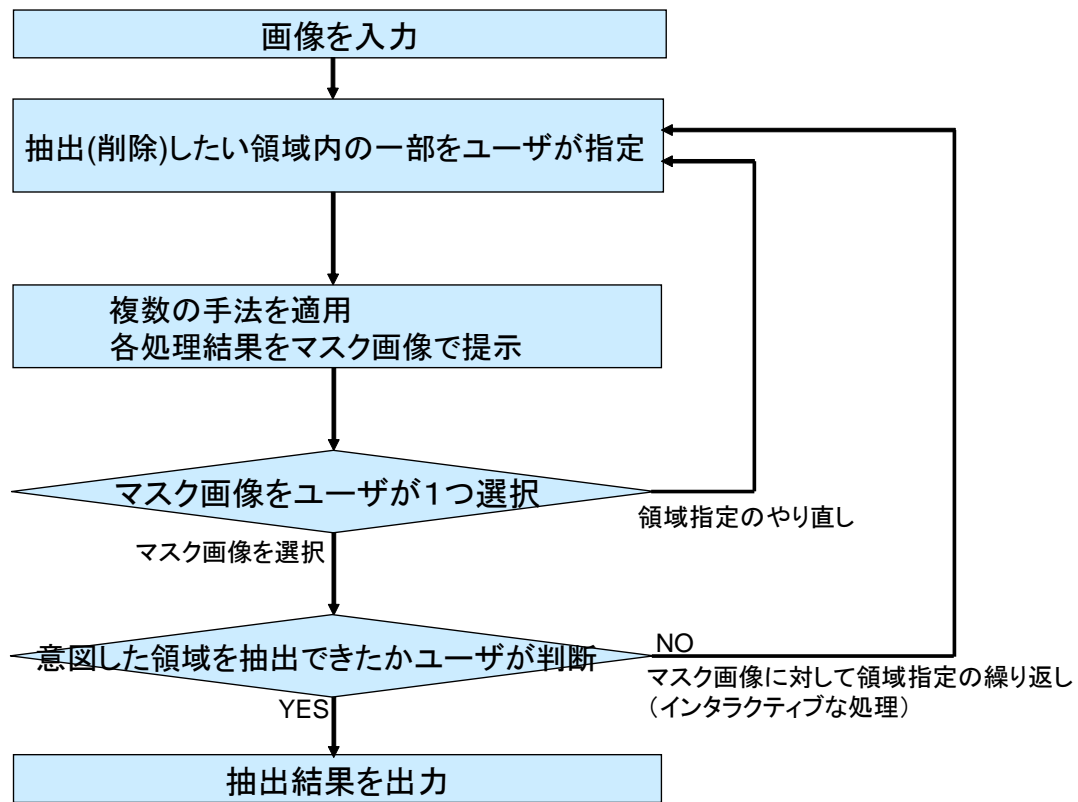 画像を入力
抽出(削除)したい領域内の一部をユーザが指定
複数の手法を適用
各処理結果をマスク画像で提示
マスク画像をユーザが1つ選択
領域指定のやり直し
マスク画像を選択
意図した領域を抽出できたかユーザが判断
NO
マスク画像に対して領域指定の繰り返し
(インタラクティブな処理)
YES
抽出結果を出力